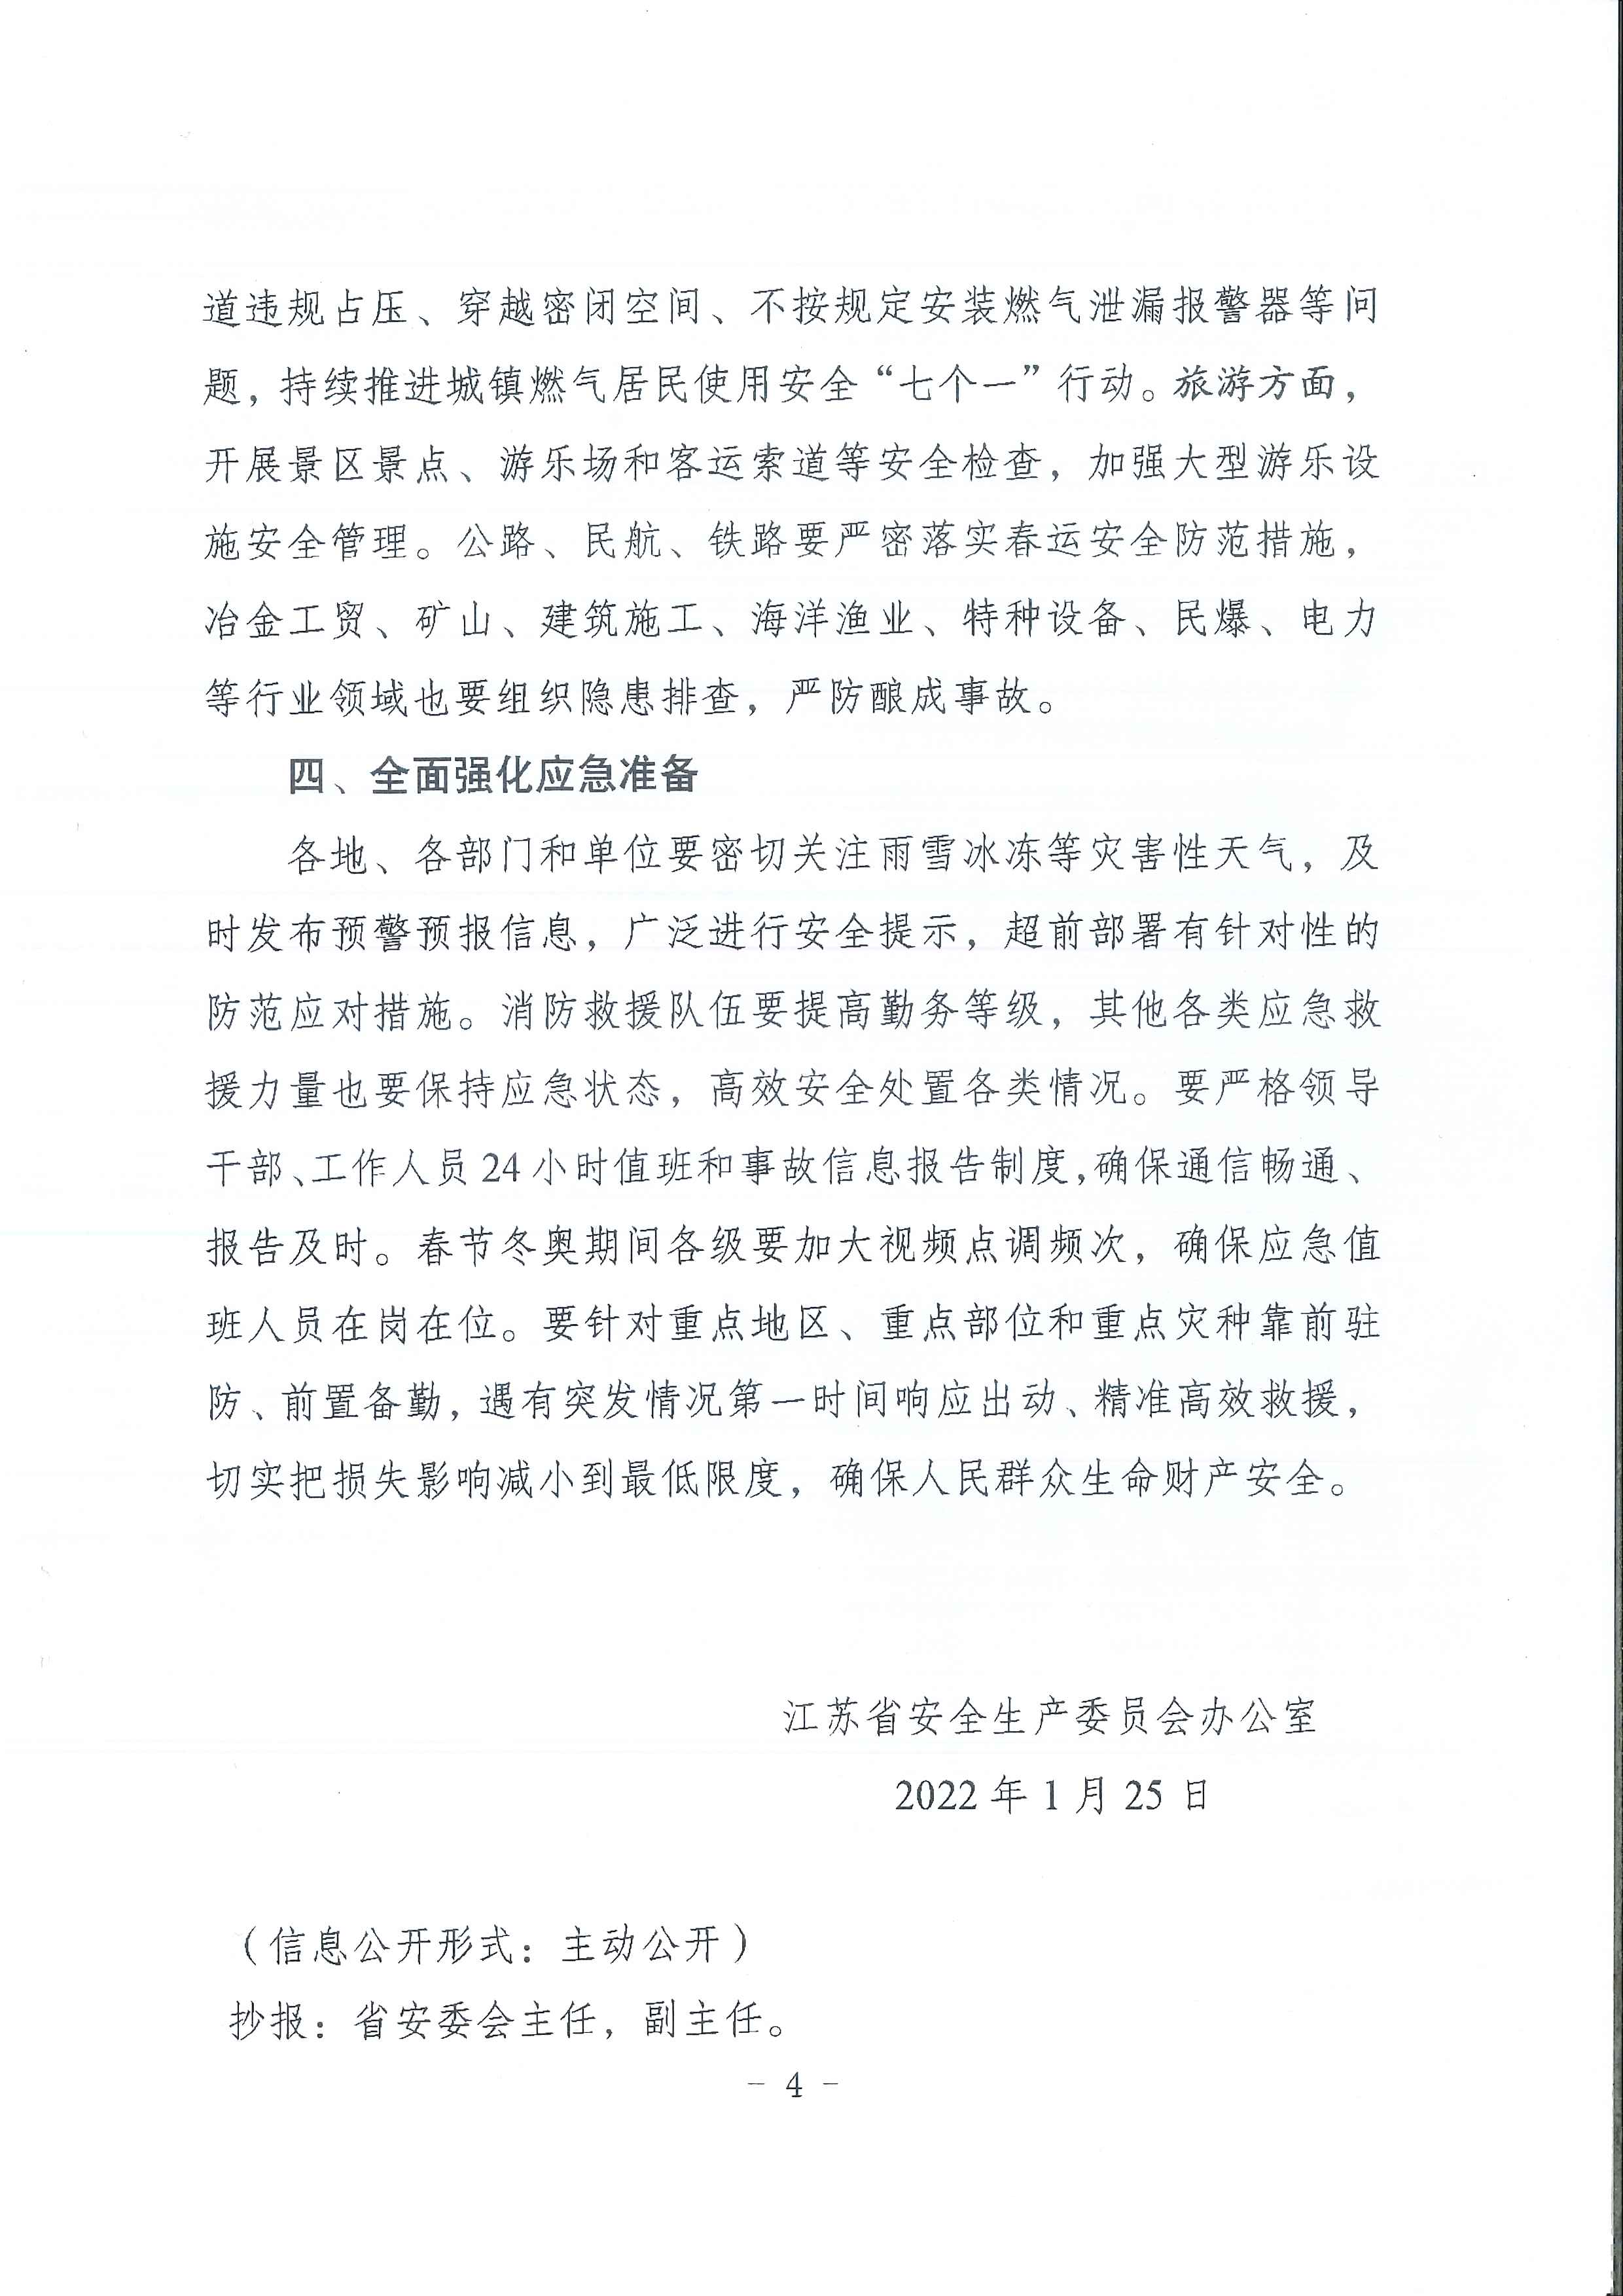 道违规占压、穿越密闭空间、不按规定安装燃气泄漏报警器等问
题，持续推进城镇燃气居民使用安全“七个一”行动。旅游方面，
开展景区景点、游乐场和客运索道等安全检查，加强大型游乐设
施安全管理。公路、民航、铁路要严密落实春运安全防范措施，
冶金工贸、矿山、建筑施工、海洋渔业、特种设备、民爆、电力
等行业领域也要组织隐患排查，严防酿成事故。
四、全面强化应急准备
各地、各部门和单位要密切关注雨雪冰冻等灾害性天气，及
时发布预警预报信息，广泛进行安全提示，超前部署有针对性的
防范应对措施。消防救援队伍要提高勤务等级，其他各类应急救
援力量也要保持应急状态，高效安全处置各类情况。要严格领导
干部、工作人员24小时值班和事故信息报告制度，确保通信畅通、
报告及时。春节冬奥期间各级要加大视频点调频次，确保应急值
班人员在岗在位。要针对重点地区、重点部位和重点灾种靠前驻
防、前置备勤，遇有突发情况第一时间响应出动、精准高效救援，
切实把损失影响减小到最低限度，确保人民群众生命财产安全。
江苏省安全生产委员会办公室
2022年1月25日
（信息公开形式：主动公开）
抄报：省安委会主任，副主任。
- 4 -